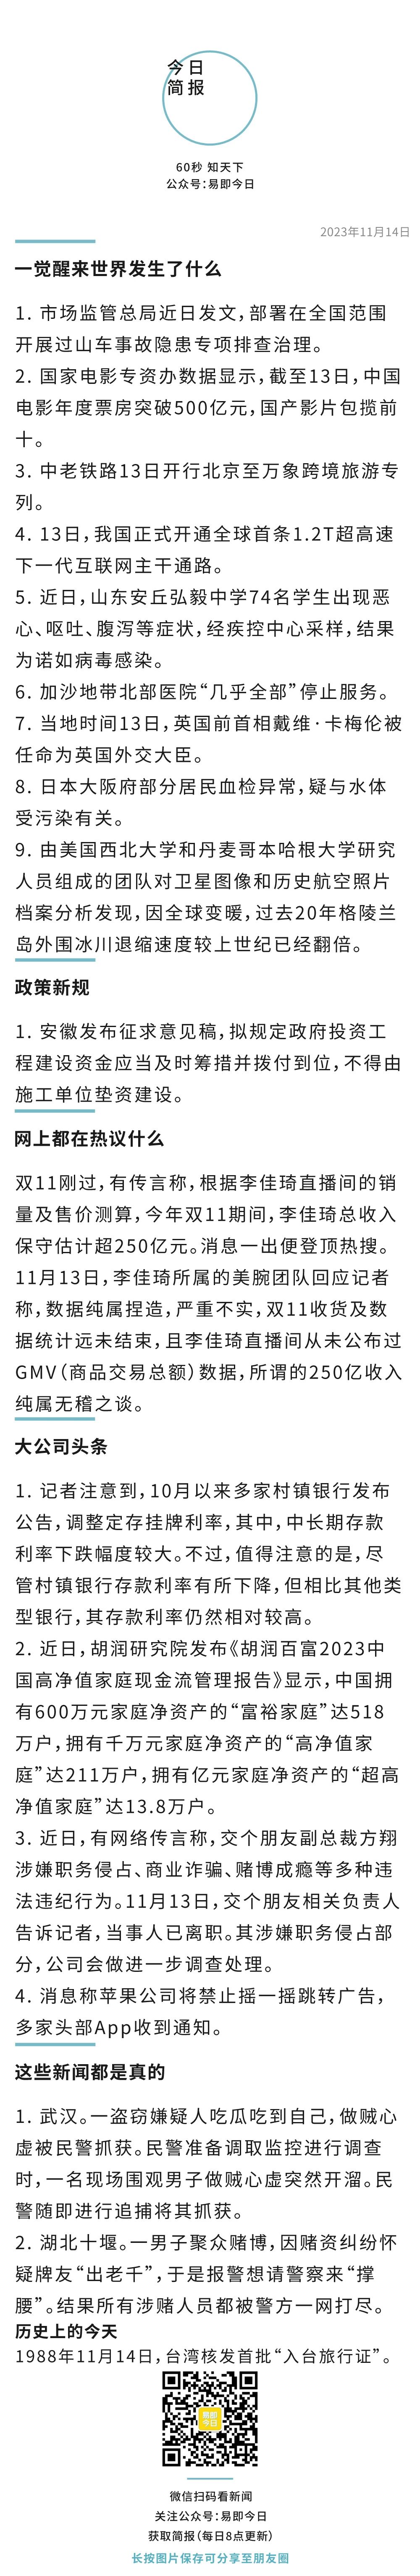 今日
简报
60秒 知天下
公众号:易即今日
2023年11月14日
一觉醒来世界发生了什么
1. 市场监管总局近日发文,部署在全国范围
开展过山车事故隐患专项排查治理。
2. 国家电影专资办数据显示,截至13日,中国
电影年度票房突破500亿元,国产影片包揽前
十。
3. 中老铁路13日开行北京至万象跨境旅游专
列。
4. 13日,我国正式开通全球首条1.2T超高速
下一代互联网主干通路。
5. 近日,山东安丘弘毅中学74名学生出现恶
心、呕吐、腹泻等症状,经疾控中心采样,结果
为诺如病毒感染。
6. 加沙地带北部医院“几乎全部”停止服务。
7. 当地时间13日,英国前首相戴维·卡梅伦被
任命为英国外交大臣。
8. 日本大阪府部分居民血检异常,疑与水体
受污染有关。
9. 由美国西北大学和丹麦哥本哈根大学研究
人员组成的团队对卫星图像和历史航空照片
档案分析发现,因全球变暖,过去20年格陵兰
岛外围冰川退缩速度较上世纪已经翻倍。
政策新规
1. 安徽发布征求意见稿,拟规定政府投资工
程建设资金应当及时筹措并拨付到位,不得由
施工单位垫资建设。
网上都在热议什么
双11刚过,有传言称,根据李佳琦直播间的销
量及售价测算,今年双11期间,李佳琦总收入
保守估计超250亿元。消息一出便登顶热搜。
11月13日,李佳琦所属的美腕团队回应记者
称,数据纯属捏造,严重不实,双11收货及数
据统计远未结束,且李佳琦直播间从未公布过
GMV(商品交易总额)数据,所谓的250亿收入
纯属无稽之谈。
大公司头条
1. 记者注意到,10月以来多家村镇银行发布
公告,调整定存挂牌利率,其中,中长期存款
利率下跌幅度较大。不过,值得注意的是,尽
管村镇银行存款利率有所下降,但相比其他类
型银行,其存款利率仍然相对较高。
2. 近日,胡润研究院发布《胡润百富2023中
国高净值家庭现金流管理报告》显示,中国拥
有600万元家庭净资产的“富裕家庭”达518
万户,拥有千万元家庭净资产的“高净值家
庭”达211万户,拥有亿元家庭净资产的“超高
净值家庭”达13.8万户。
3. 近日,有网络传言称,交个朋友副总裁方翔
涉嫌职务侵占、商业诈骗、赌博成瘾等多种违
法违纪行为。11月13日,交个朋友相关负责人
告诉记者,当事人已离职。其涉嫌职务侵占部
分,公司会做进一步调查处理。
4. 消息称苹果公司将禁止摇一摇跳转广告,
多家头部App收到通知。
这些新闻都是真的
1. 武汉。一盗窃嫌疑人吃瓜吃到自己,做贼心
虚被民警抓获。民警准备调取监控进行调查
时,一名现场围观男子做贼心虚突然开溜。民
警随即进行追捕将其抓获。
2. 湖北十堰。一男子聚众赌博,因赌资纠纷怀
疑牌友“出老千”,于是报警想请警察来“撑
腰”。结果所有涉赌人员都被警方一网打尽。
历史上的今天
1988年11月14日,台湾核发首批“入台旅行证”。
易即
今日
微信扫码看新闻
关注公众号:易即今日
获取简报(每日8点更新)
长按图片保存可分享至朋友圈